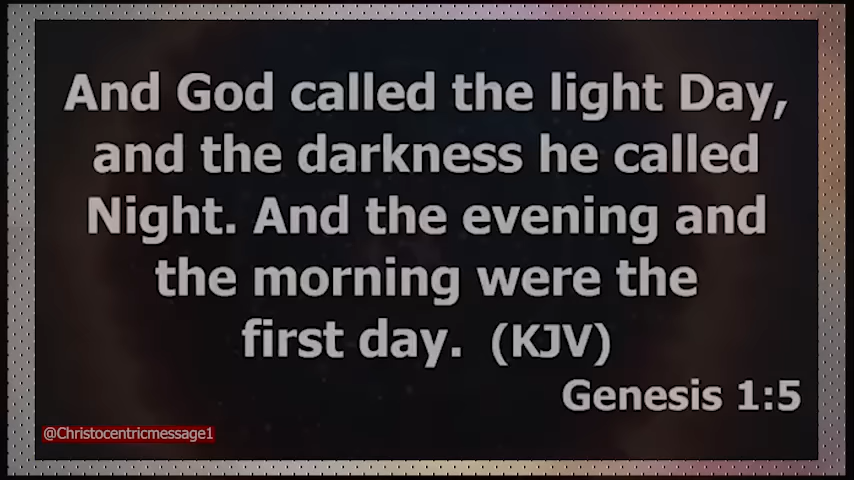 And God called the light Day,
and the darkness he called
Night. And the evening and
the morning were the
first day. (KJV)
Genesis 1:5
@Christocentricmessage1